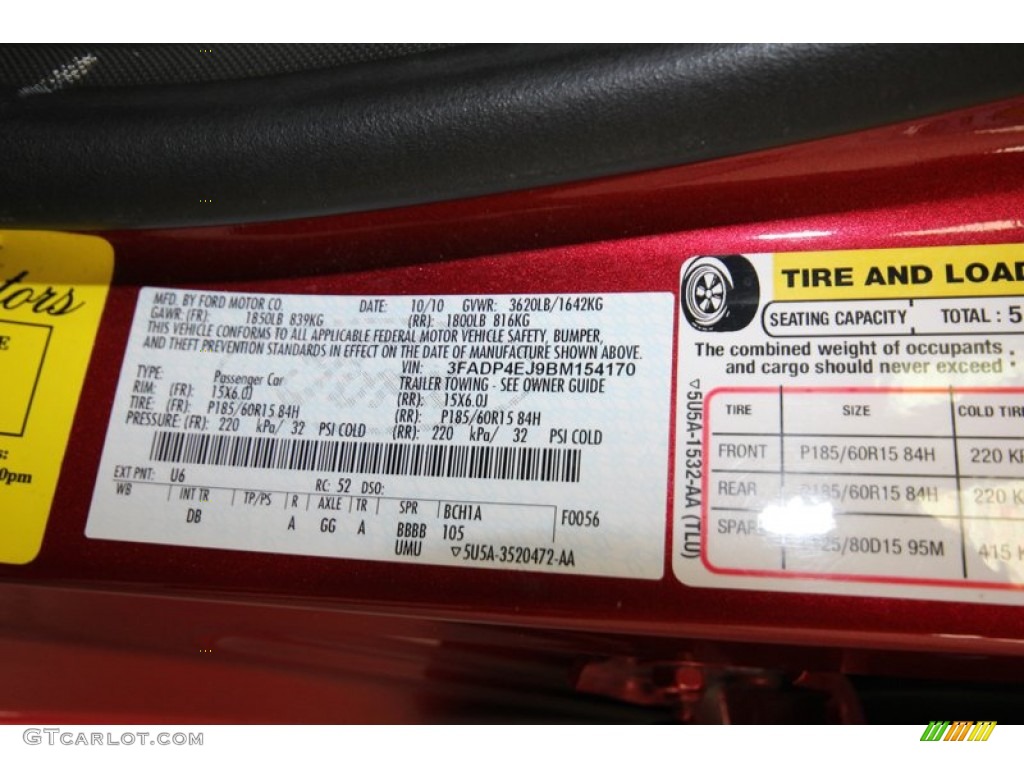 tors
E
s:
0pm
MFD. BY FORD MOTOR CO. DATE: 10/10 GVWR: 3620LB/1642KG
GAWR: (FR): 1850LB 839KG (RR): 1800LB 816KG
THIS VEHICLE CONFORMS TO ALL APPLICABLE FEDERAL MOTOR VEHICLE SAFETY, BUMPER,
AND THEFT PREVENTION STANDARDS IN EFFECT ON THE DATE OF MANUFACTURE SHOWN ABOVE.
VIN: 3FADP4EJ9BM154170
TYPE: Passenger Car TRAILER TOWING - SEE OWNER GUIDE
RIM: (FR): 15X6.0J (RR): 15X6.0J
TIRE: (FR): P185/60R15 84H (RR): P185/60R15 84H
PRESSURE: (FR): 220 kPa/ 32 PSI COLD (RR): 220 kPa/ 32 PSI COLD
EXT PNT: U6 RC: 52 DSO:
WB INT TR TP/PS R AXLE TR SPR BCH1A F0056
DB A GG A BBBB 105
UMU ▽5U5A-3520472-AA
TIRE AND LOAD
SEATING CAPACITY TOTAL : 5
The combined weight of occupants
and cargo should never exceed
▽5U5A-1532-AA (TLU)
TIRE SIZE COLD TIRE
FRONT P185/60R15 84H 220 KP
REAR P185/60R15 84H 220 K
SPARE T125/80D15 95M 415 K
GTCARLOT.COM